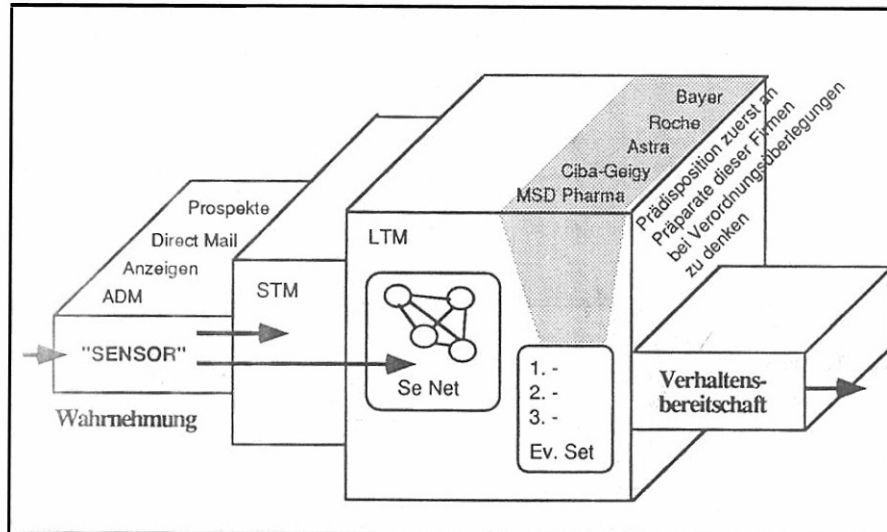 Prospekte
Direct Mail
Anzeigen
ADM
"SENSOR"
Wahrnehmung
STM
LTM
Se Net
Bayer
Roche
Astra
Ciba-Geigy
MSD Pharma
1. -
2. -
3. -
Ev. Set
Prädisposition zuerst an
Präparate dieser Firmen
bei Verordnungsüberlegungen
zu denken
Verhaltens-
bereitschaft